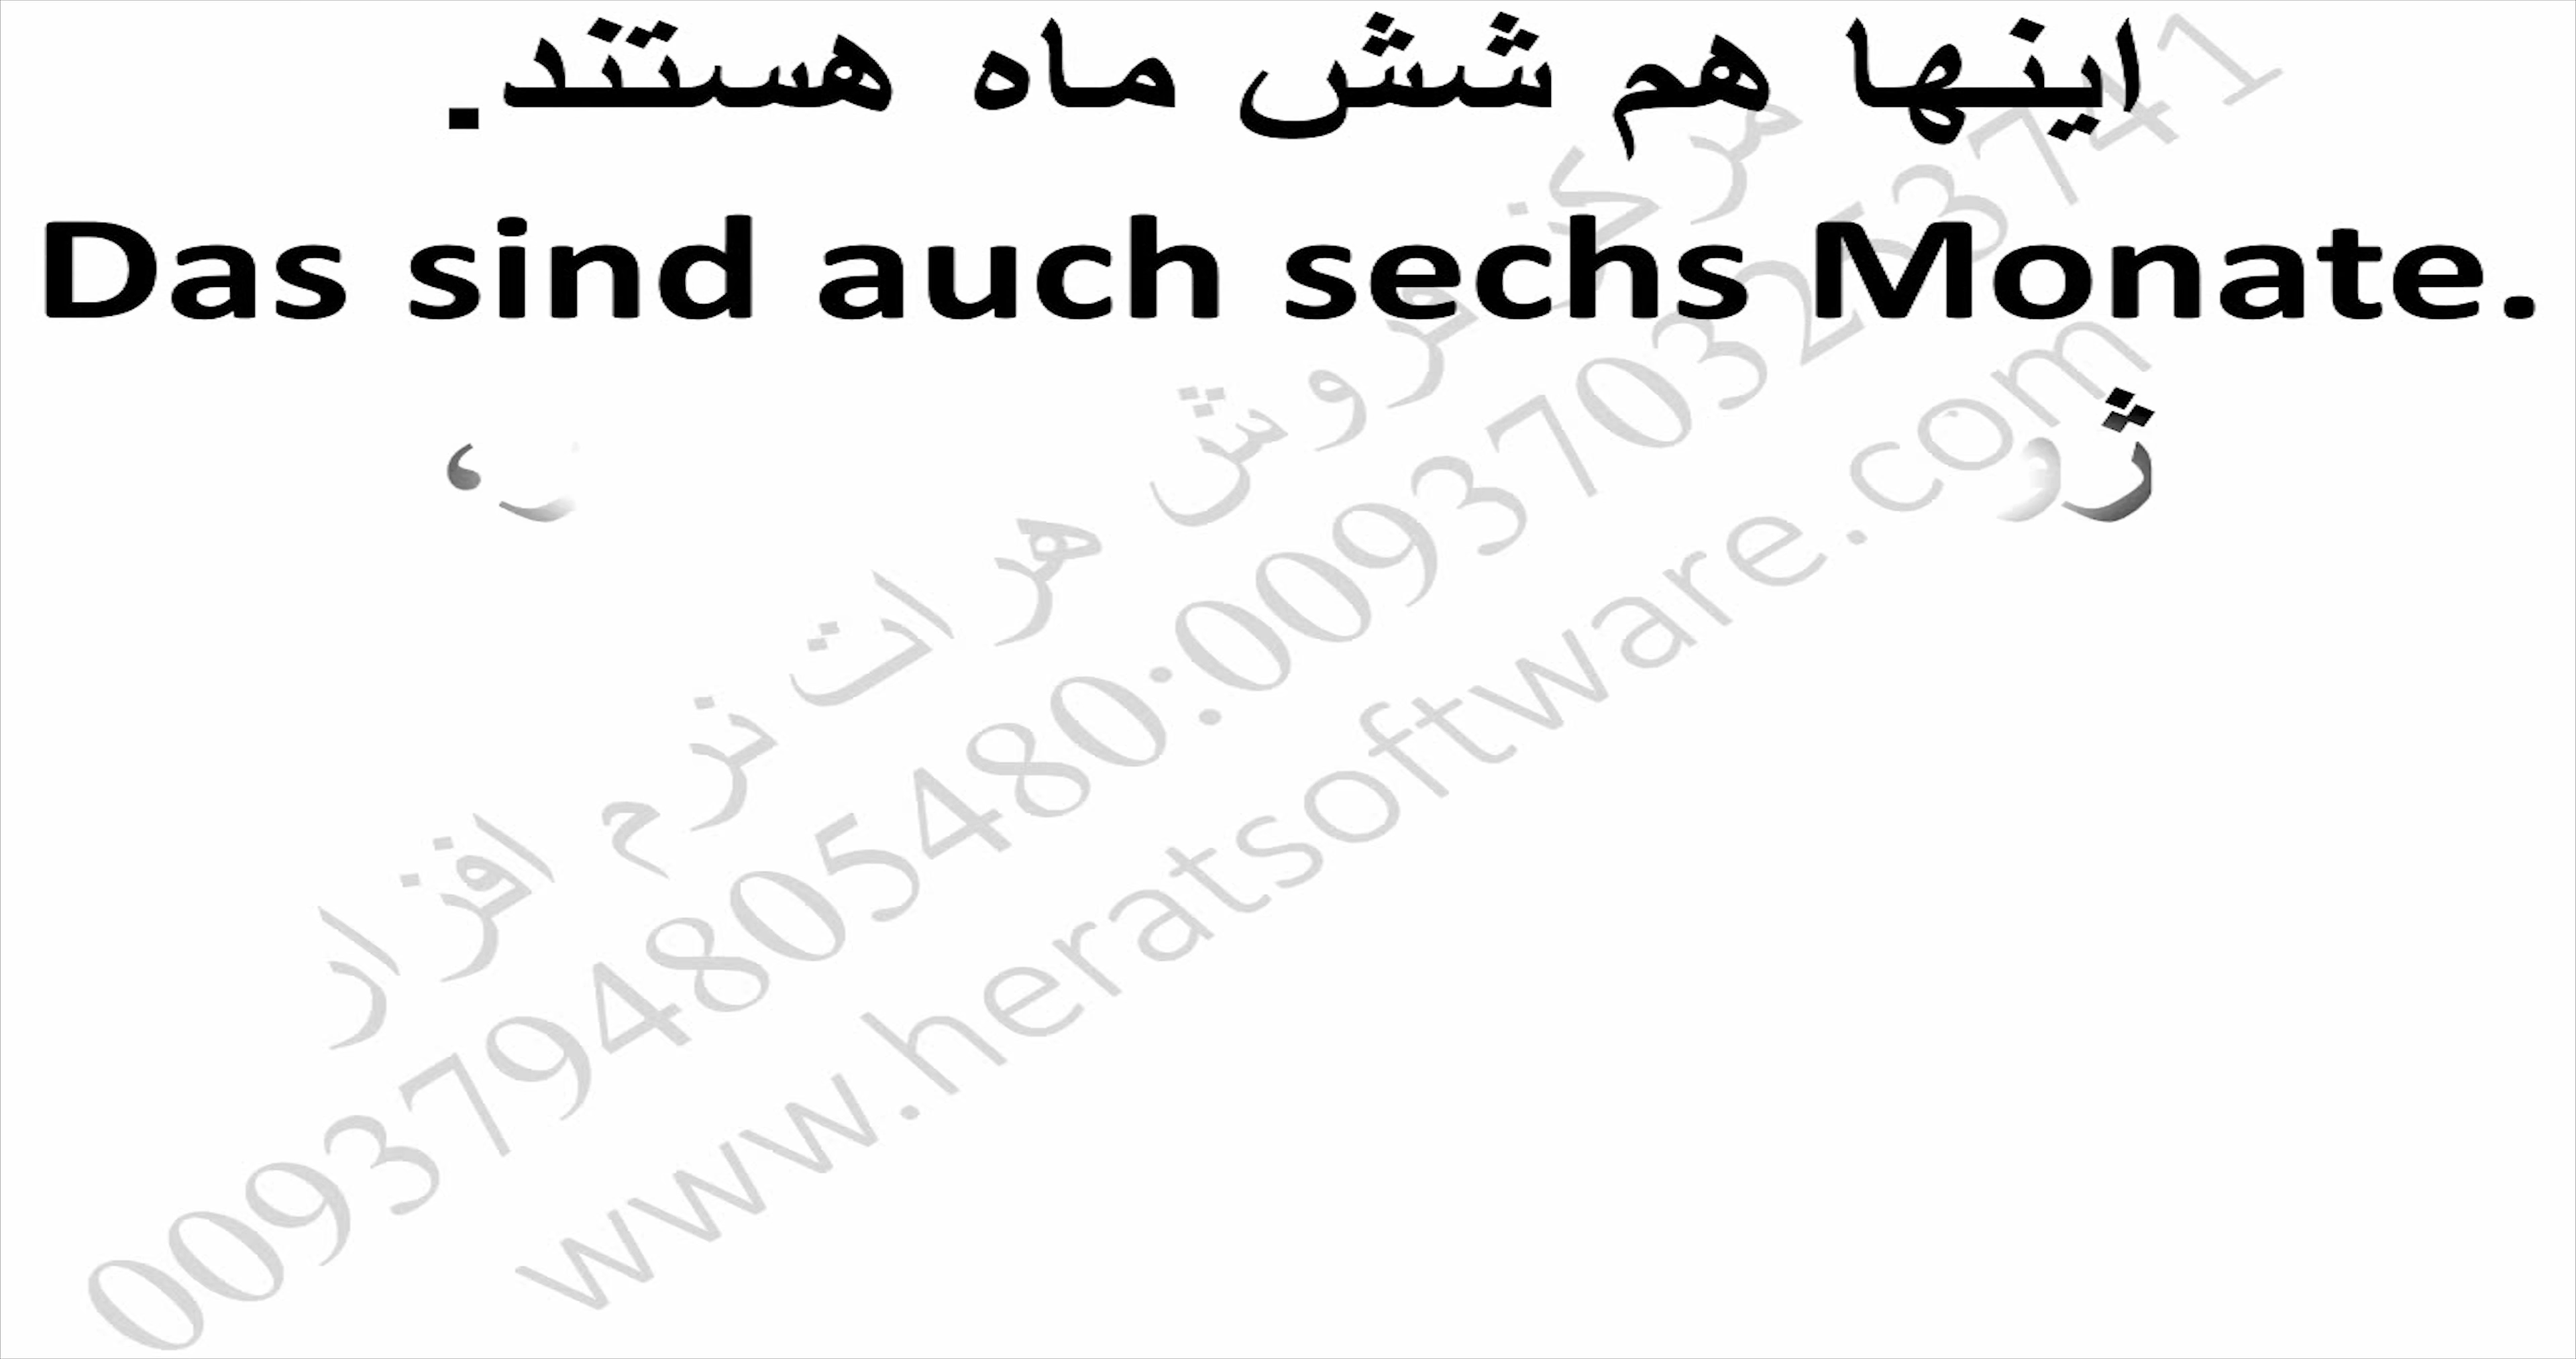 اینها هم شش ماه هستند.
Das sind auch sechs Monate.
مرکز فروش هرات نرم افزار
0093794805480:0093703253741
www.heratsoftware.com